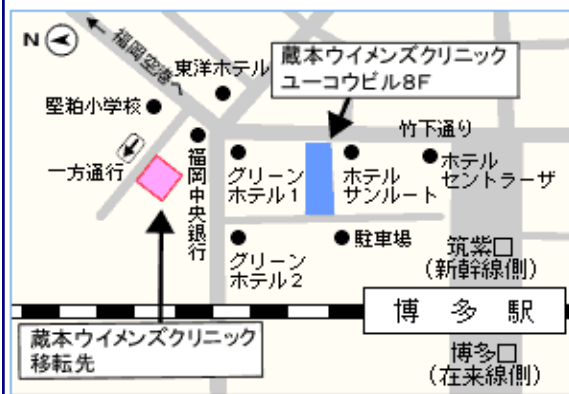 N
福岡空港へ
東洋ホテル
蔵本ウイメンズクリニック
ユーコウビル8F
堅粕小学校
一方通行
福岡中央銀行
竹下通り
グリーン
ホテル1
ホテル
サンルート
ホテル
セントラーザ
グリーン
ホテル2
駐車場
筑紫口
(新幹線側)
博多駅
蔵本ウイメンズクリニック
移転先
博多口
(在来線側)